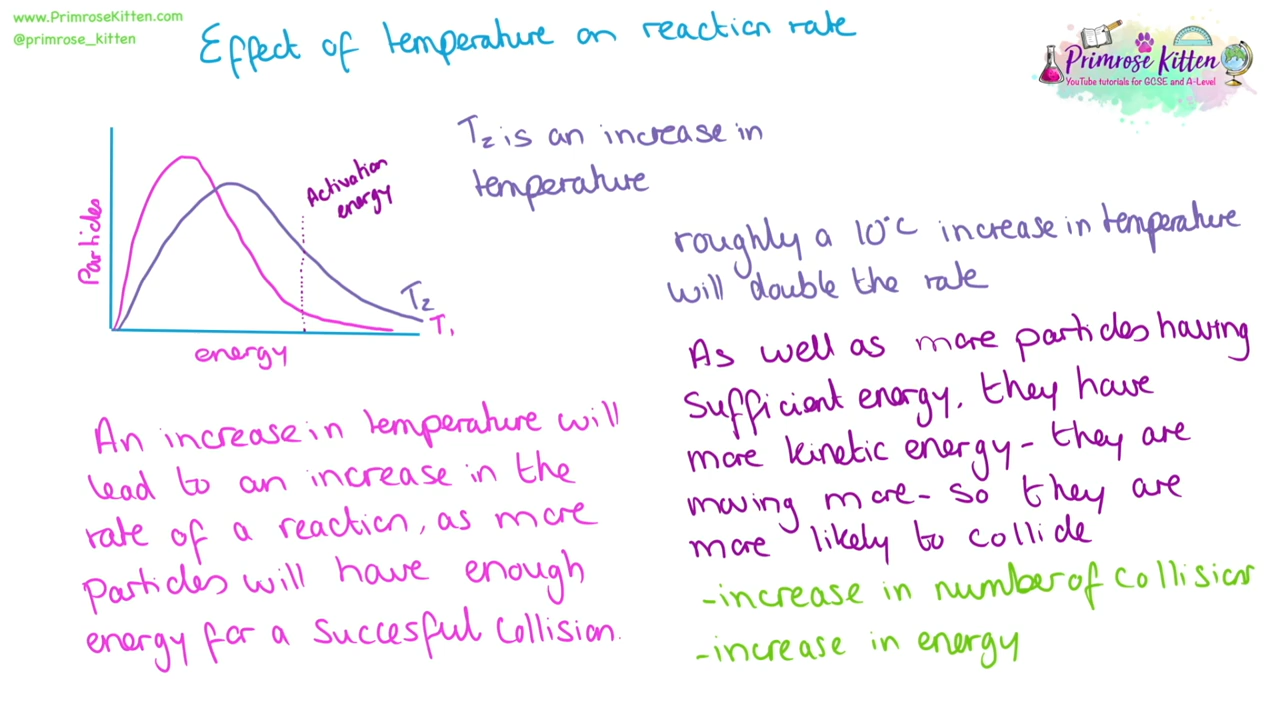 www.PrimroseKitten.com
@primrose_kitten
Effect of temperature on reaction rate
Primrose Kitten
YouTube tutorials for GCSE and A-Level
T2 is an increase in
temperature
Activation
energy
Particles
T2
T1
energy
roughly a 10°C increase in temperature
will double the rate
An increase in temperature will
lead to an increase in the
rate of a reaction, as more
particles will have enough
energy for a succesful collision.
As well as more particles having
sufficient energy, they have
more kinetic energy - they are
moving more - so they are
more likely to collide
-increase in number of collisions
-increase in energy